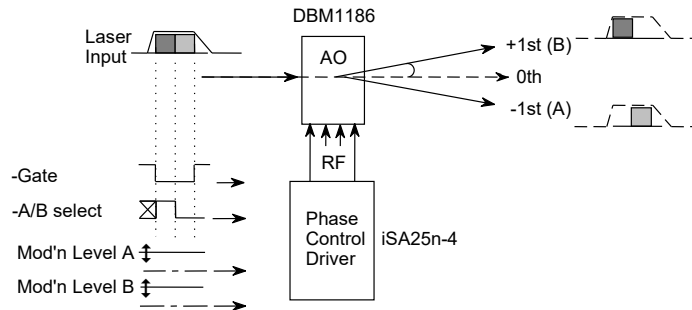 DBM1186
Laser
Input
AO
+1st (B)
0th
-1st (A)
RF
-Gate
-A/B select
Mod'n Level A
Mod'n Level B
Phase
Control
Driver
iSA25n-4